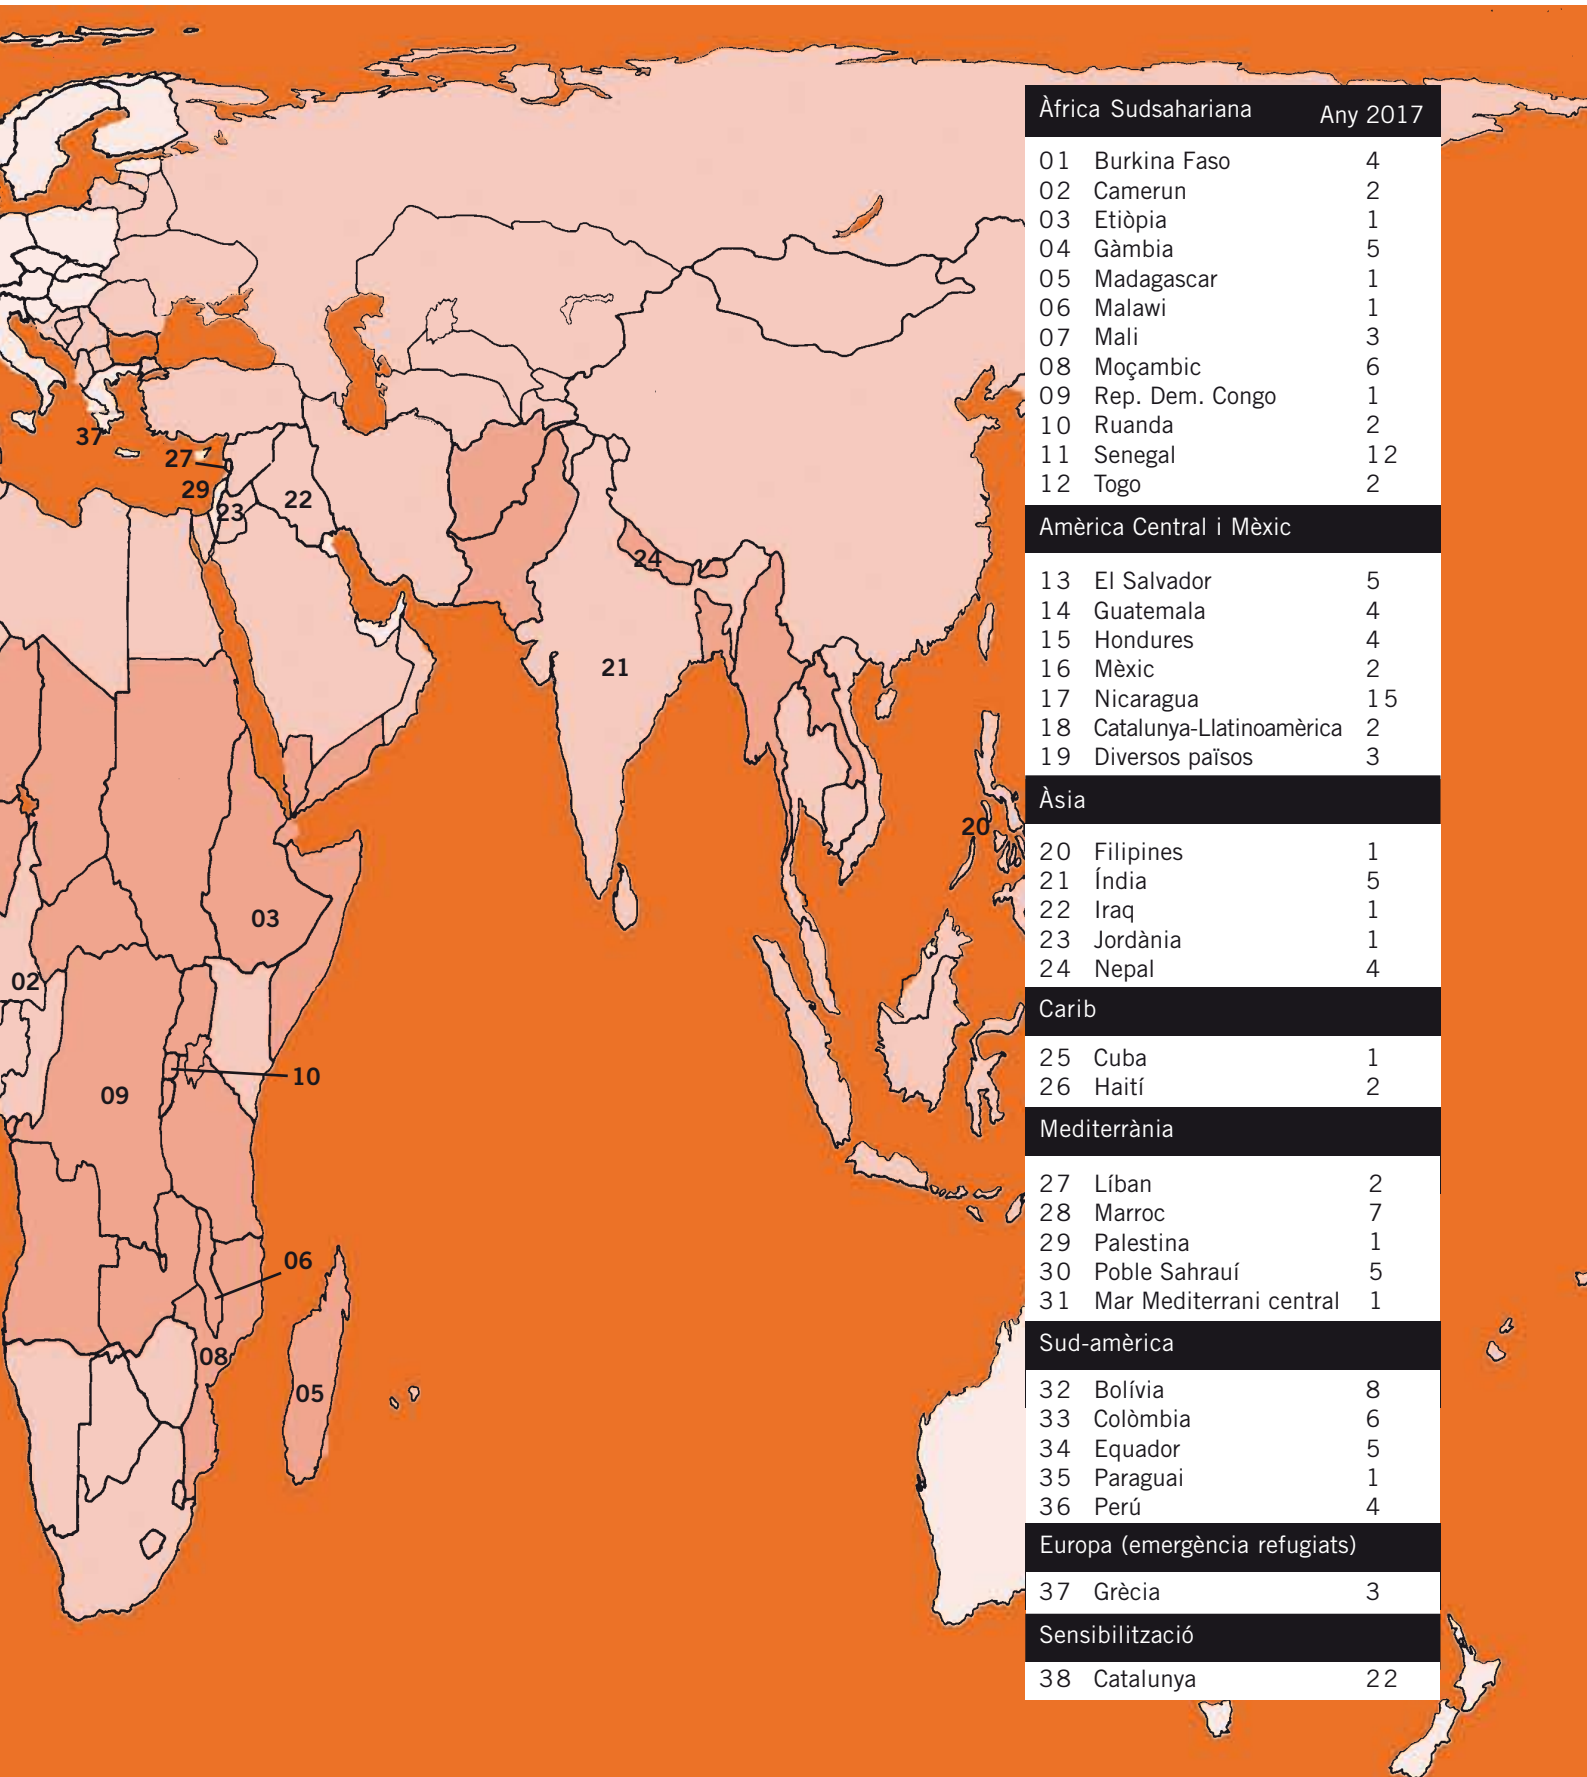 Àfrica Sudsahariana Any 2017
01 Burkina Faso 4
02 Camerun 2
03 Etiòpia 1
04 Gàmbia 5
05 Madagascar 1
06 Malawi 1
07 Mali 3
08 Moçambic 6
09 Rep. Dem. Congo 1
10 Ruanda 2
11 Senegal 12
12 Togo 2
Amèrica Central i Mèxic
13 El Salvador 5
14 Guatemala 4
15 Hondures 4
16 Mèxic 2
17 Nicaragua 15
18 Catalunya-Llatinoamèrica 2
19 Diversos països 3
Àsia
20 Filipines 1
21 Índia 5
22 Iraq 1
23 Jordània 1
24 Nepal 4
Carib
25 Cuba 1
26 Haití 2
Mediterrània
27 Líban 2
28 Marroc 7
29 Palestina 1
30 Poble Sahrauí 5
31 Mar Mediterrani central 1
Sud-amèrica
32 Bolívia 8
33 Colòmbia 6
34 Equador 5
35 Paraguai 1
36 Perú 4
Europa (emergència refugiats)
37 Grècia 3
Sensibilització
38 Catalunya 22
37
27
29
23
22
24
21
20
03
02
10
09
06
08
05